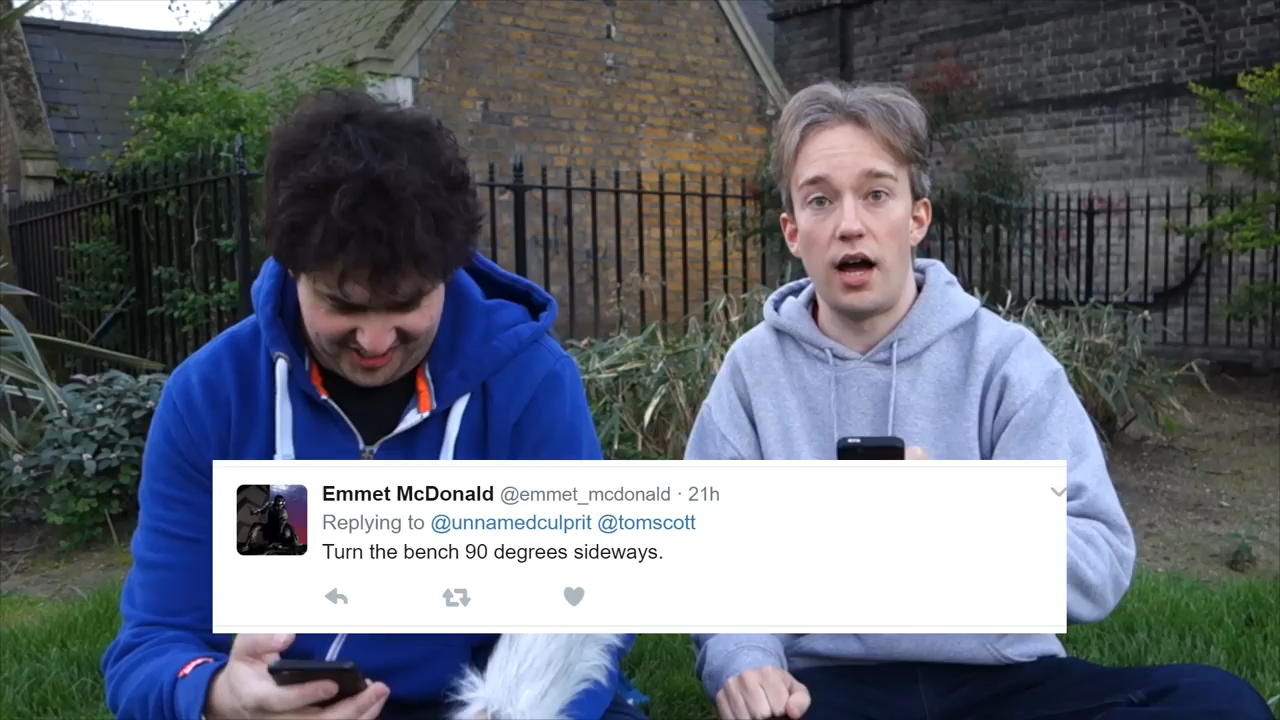 Emmet McDonald @emmet_mcdonald · 21h
Replying to @unnamedculprit @tomscott
Turn the bench 90 degrees sideways.